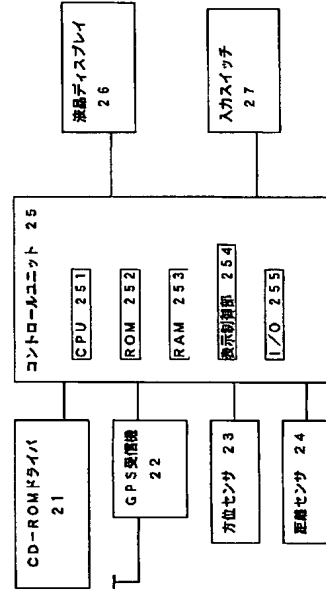 CD-ROMドライバ
21
GPS受信機
22
方位センサ 23
距離センサ 24
コントロールユニット 25
CPU 251
ROM 252
RAM 253
表示制御部 254
I/O 255
液晶ディスプレイ
26
入力スイッチ
27